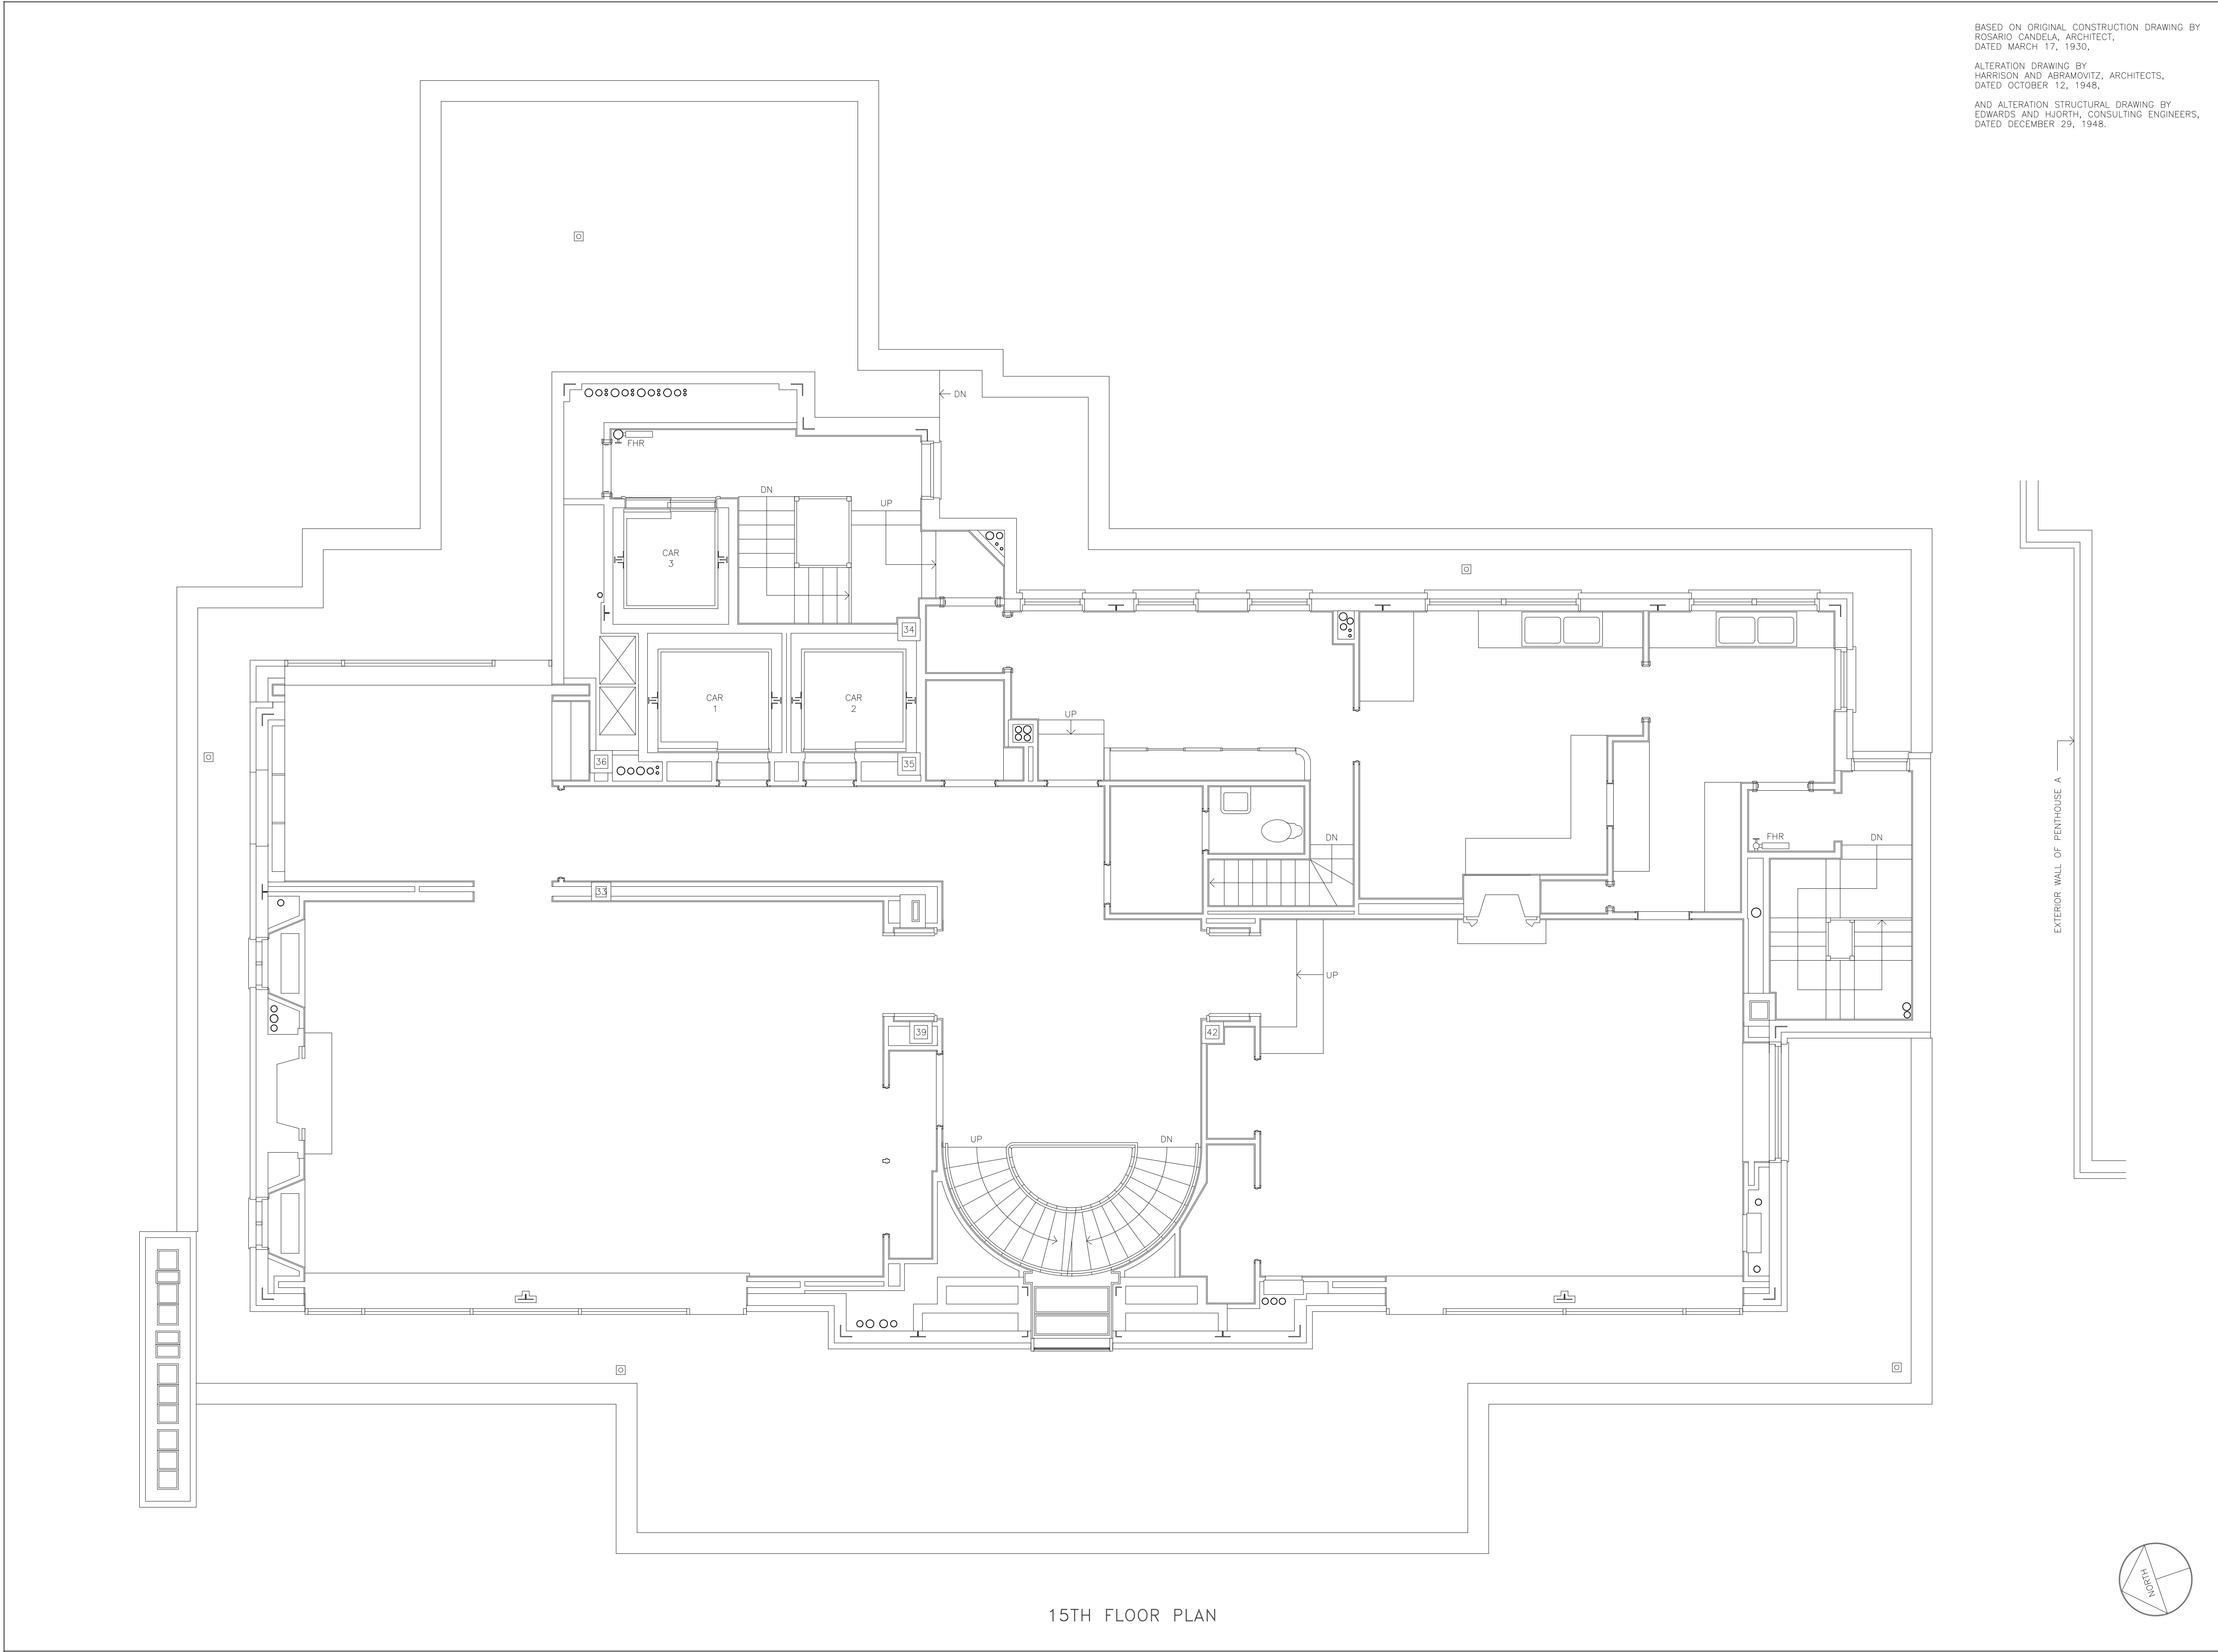 BASED ON ORIGINAL CONSTRUCTION DRAWING BY
ROSARIO CANDELA, ARCHITECT,
DATED MARCH 17, 1930,
ALTERATION DRAWING BY
HARRISON AND ABRAMOVITZ, ARCHITECTS,
DATED OCTOBER 12, 1948,
AND ALTERATION STRUCTURAL DRAWING BY
EDWARDS AND HJORTH, CONSULTING ENGINEERS,
DATED DECEMBER 29, 1948.
DN
FHR
DN
UP
CAR
3
34
CAR
1
CAR
2
UP
36
35
EXTERIOR WALL OF PENTHOUSE A
DN
FHR
DN
33
UP
39
42
UP
DN
NORTH
15TH FLOOR PLAN